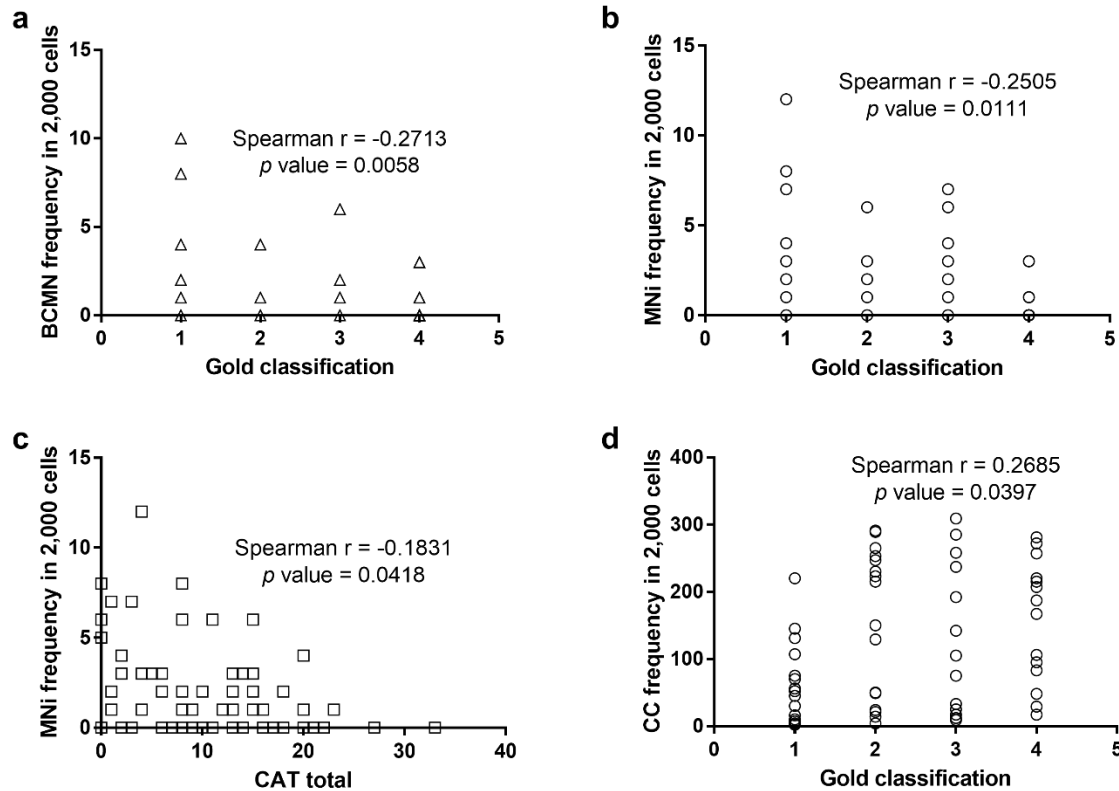 a
BCMN frequency in 2,000 cells
15
10
5
0
Spearman r = -0.2713
p value = 0.0058
0 1 2 3 4 5
Gold classification
b
MNi frequency in 2,000 cells
15
10
5
0
Spearman r = -0.2505
p value = 0.0111
0 1 2 3 4 5
Gold classification
c
MNi frequency in 2,000 cells
15
10
5
0
Spearman r = -0.1831
p value = 0.0418
0 10 20 30 40
CAT total
d
CC frequency in 2,000 cells
400
300
200
100
0
Spearman r = 0.2685
p value = 0.0397
0 1 2 3 4 5
Gold classification